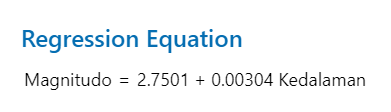 Regression Equation
Magnitudo = 2.7501 + 0.00304 Kedalaman